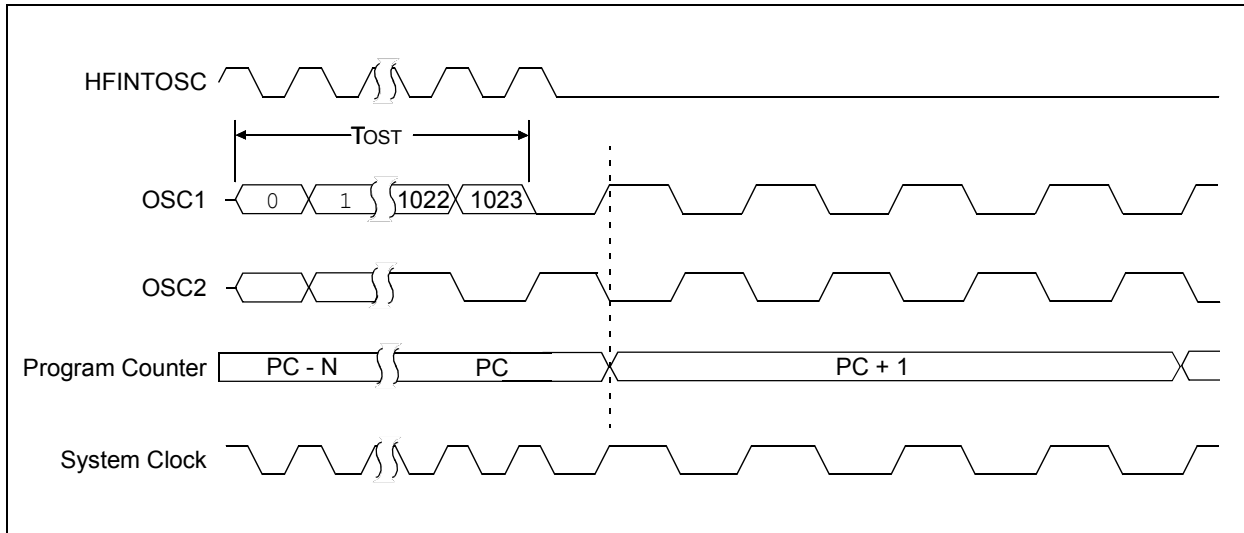 HFINTOSC
TOST
OSC1 0 1 1022 1023
OSC2
Program Counter PC - N PC PC + 1
System Clock